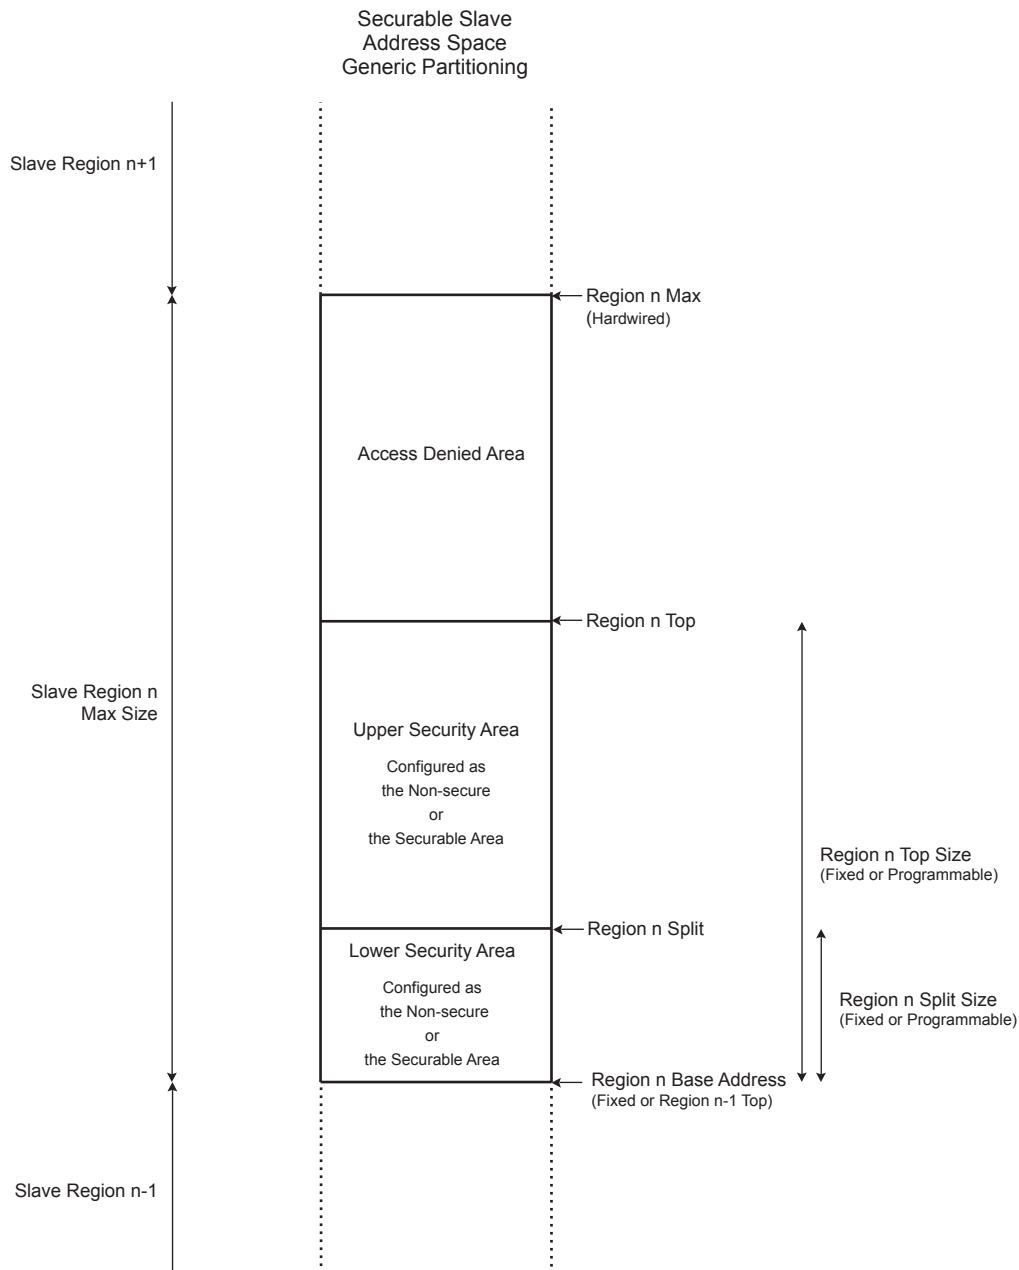 Securable Slave
Address Space
Generic Partitioning
Slave Region n+1
Region n Max
(Hardwired)
Access Denied Area
Region n Top
Slave Region n
Max Size
Upper Security Area
Configured as
the Non-secure
or
the Securable Area
Region n Top Size
(Fixed or Programmable)
Region n Split
Lower Security Area
Configured as
the Non-secure
or
the Securable Area
Region n Split Size
(Fixed or Programmable)
Region n Base Address
(Fixed or Region n-1 Top)
Slave Region n-1